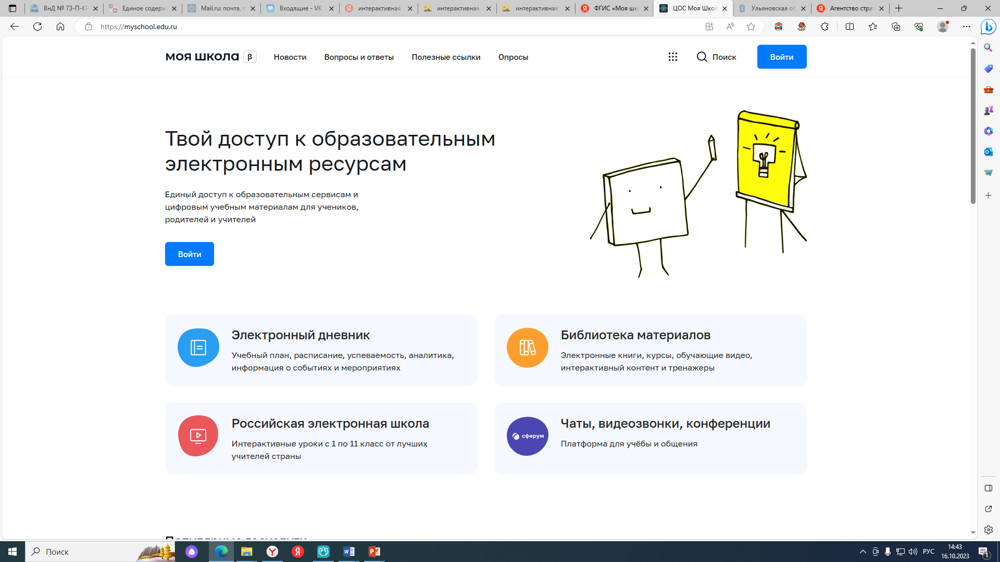 ВнД № 73-П-КР
Единое содерж
Mail.ru: почта, п
Входящие - VK
интерактивная
интерактивная
интерактивная
ФГИС «Моя шк
ЦОС Моя Школ
Ульяновская об
Агентство страт
https://myschool.edu.ru
моя школа β
Новости
Вопросы и ответы
Полезные ссылки
Опросы
Поиск
Войти
Твой доступ к образовательным
электронным ресурсам
Единый доступ к образовательным сервисам и
цифровым учебным материалам для учеников,
родителей и учителей
Войти
Электронный дневник
Учебный план, расписание, успеваемость, аналитика,
информация о событиях и мероприятиях
Библиотека материалов
Электронные книги, курсы, обучающие видео,
интерактивный контент и тренажеры
Российская электронная школа
Интерактивные уроки с 1 по 11 класс от лучших
учителей страны
сферум
Чаты, видеозвонки, конференции
Платформа для учёбы и общения
Поиск
РУС
14:43
16.10.2023
1